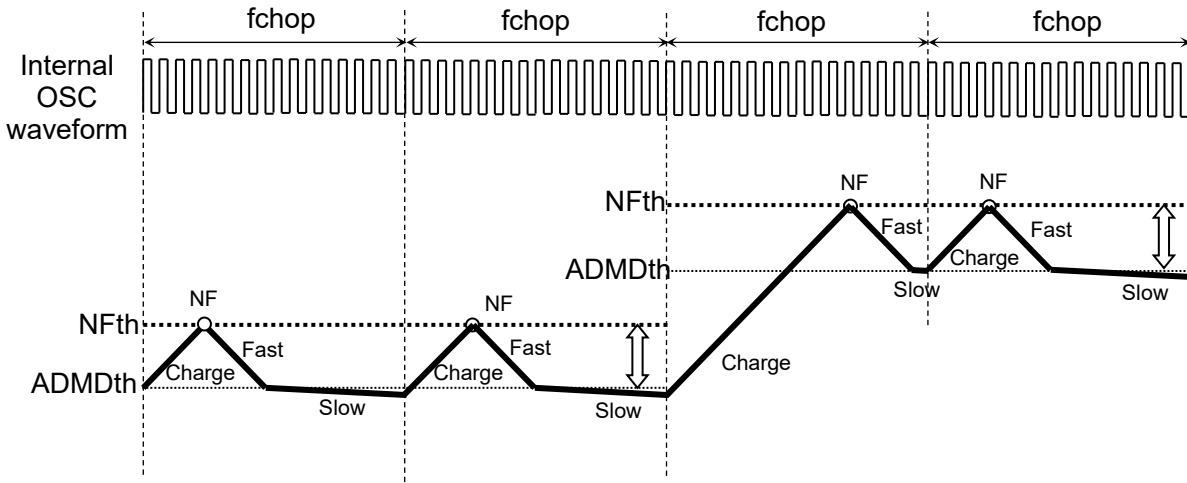 fchop fchop fchop fchop
Internal
OSC
waveform
NFth NF NF
Fast Fast
ADMDth Charge
Slow Slow
NF NF
NFth
Fast Fast
Charge
ADMDth Charge Charge
Slow Slow